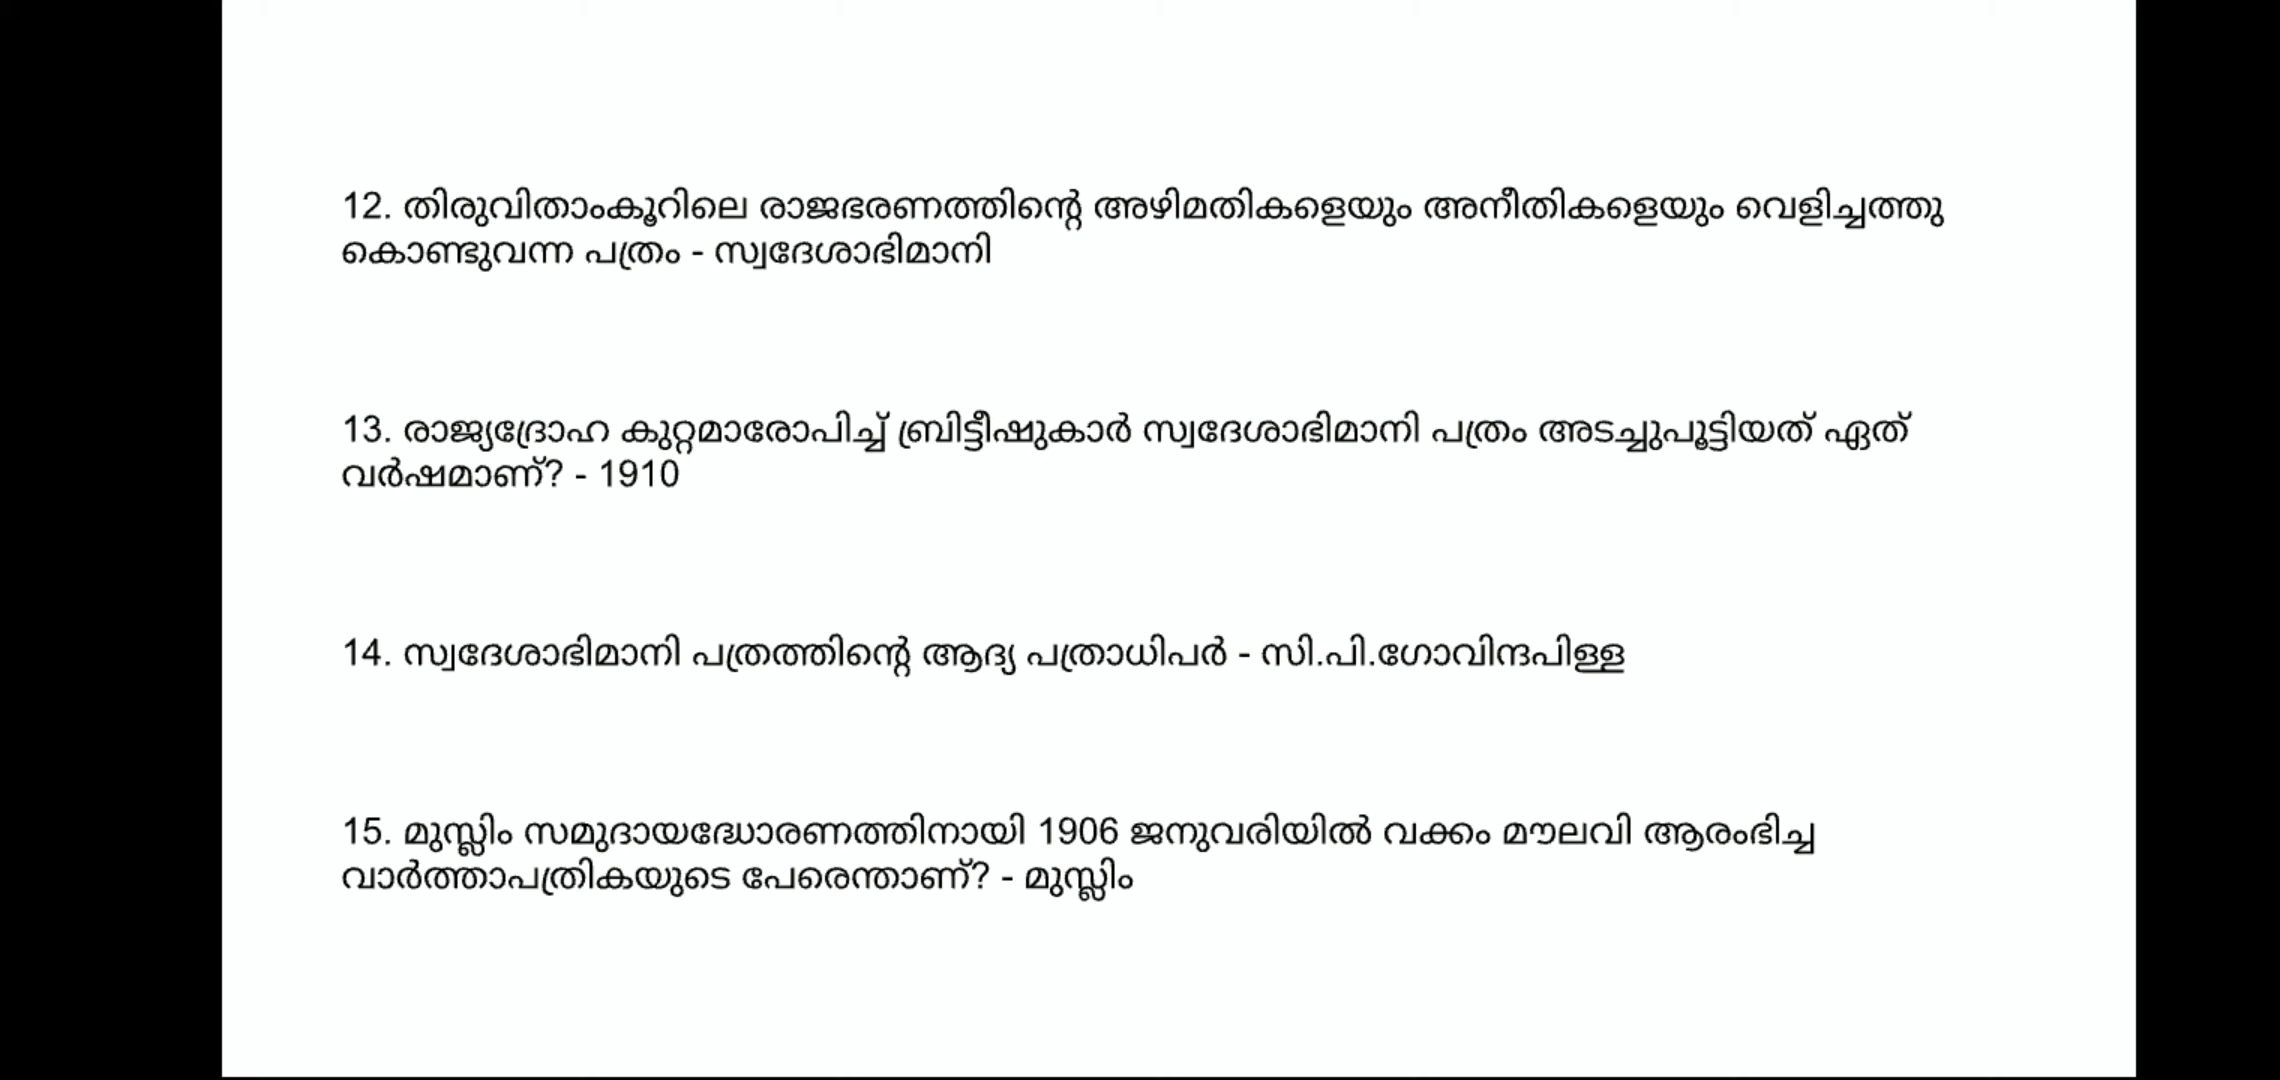 12. തിരുവിതാംകൂറിലെ രാജഭരണത്തിന്റെ അഴിമതികളെയും അനീതികളെയും വെളിച്ചത്തു
കൊണ്ടുവന്ന പത്രം - സ്വദേശാഭിമാനി
13. രാജ്യദ്രോഹ കുറ്റമാരോപിച്ച് ബ്രിട്ടീഷുകാർ സ്വദേശാഭിമാനി പത്രം അടച്ചുപൂട്ടിയത് ഏത്
വർഷമാണ്? - 1910
14. സ്വദേശാഭിമാനി പത്രത്തിന്റെ ആദ്യ പത്രാധിപർ - സി.പി.ഗോവിന്ദപിള്ള
15. മുസ്ലിം സമുദായദ്ധോരണത്തിനായി 1906 ജനുവരിയിൽ വക്കം മൗലവി ആരംഭിച്ച
വാർത്താപത്രികയുടെ പേരെന്താണ്? - മുസ്ലിം